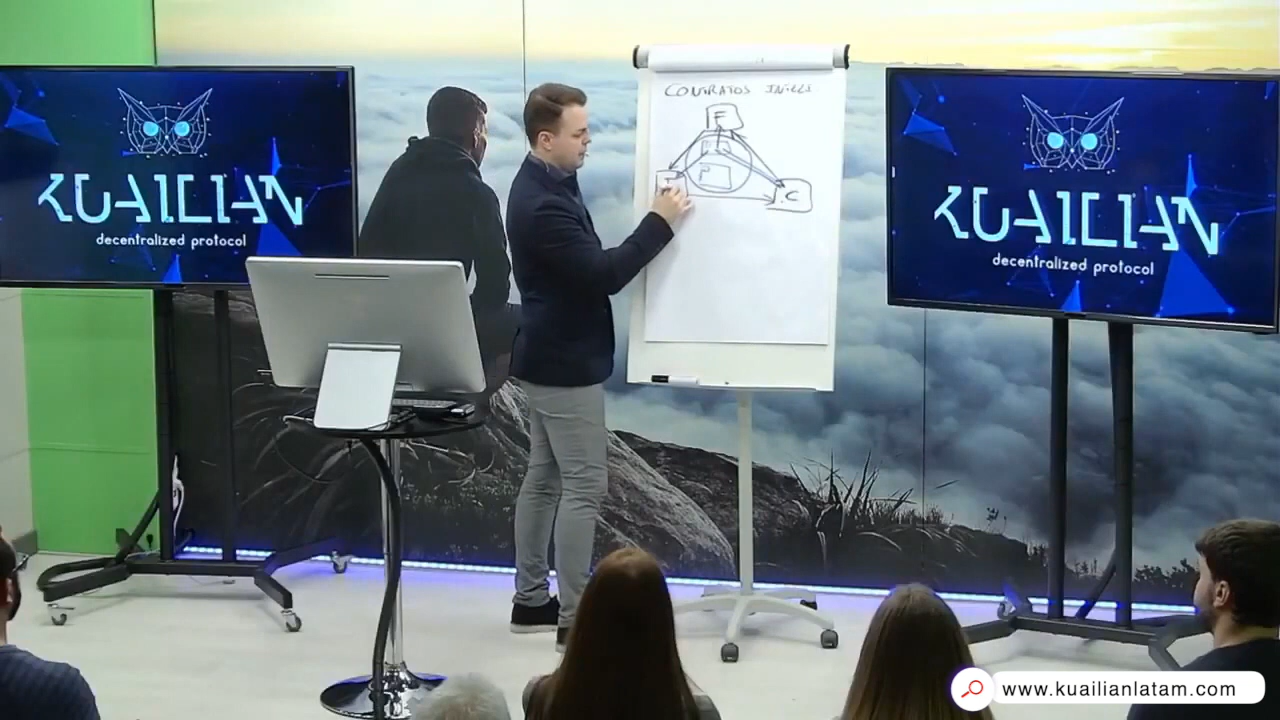 KUAILIAN
decentralized protocol
CONTRATOS
F
P
C
KUAILIAN
decentralized protocol
www.kuailianlatam.com